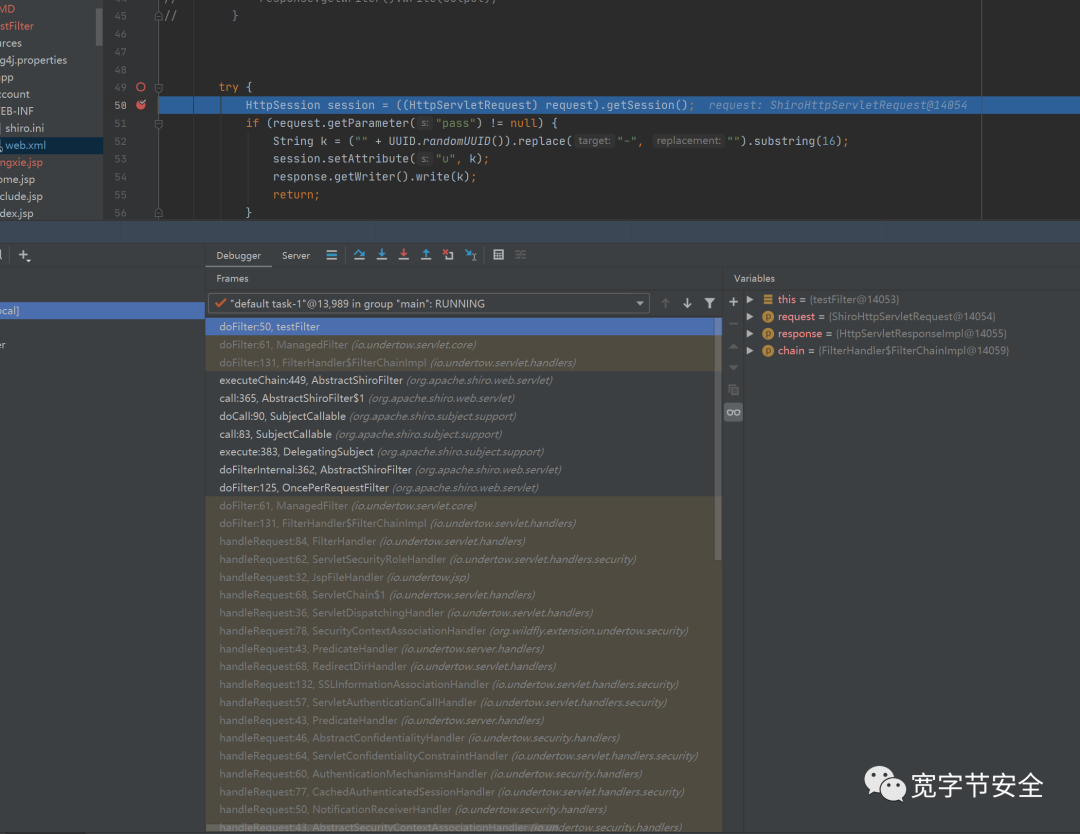 MD
stFilter
urces
g4j.properties
pp
count
EB-INF
shiro.ini
web.xml
ngxie.jsp
ome.jsp
clude.jsp
dex.jsp
45 // }
46
47
48
49 try {
50 HttpSession session = ((HttpServletRequest) request).getSession(); request: ShiroHttpServletRequest@14054
51 if (request.getParameter( s: "pass") != null) {
52 String k = ("" + UUID.randomUUID()).replace( target: "-", replacement: "").substring(16);
53 session.setAttribute( s: "u", k);
54 response.getWriter().write(k);
55 return;
56 }
Debugger Server
Frames
Variables
"default task-1"@13,989 in group "main": RUNNING
ocal]
er
doFilter:50, testFilter
doFilter:61, ManagedFilter (io.undertow.servlet.core)
doFilter:131, FilterHandler$FilterChainImpl (io.undertow.servlet.handlers)
executeChain:449, AbstractShiroFilter (org.apache.shiro.web.servlet)
call:365, AbstractShiroFilter$1 (org.apache.shiro.web.servlet)
doCall:90, SubjectCallable (org.apache.shiro.subject.support)
call:83, SubjectCallable (org.apache.shiro.subject.support)
execute:383, DelegatingSubject (org.apache.shiro.subject.support)
doFilterInternal:362, AbstractShiroFilter (org.apache.shiro.web.servlet)
doFilter:125, OncePerRequestFilter (org.apache.shiro.web.servlet)
doFilter:61, ManagedFilter (io.undertow.servlet.core)
doFilter:131, FilterHandler$FilterChainImpl (io.undertow.servlet.handlers)
handleRequest:84, FilterHandler (io.undertow.servlet.handlers)
handleRequest:62, ServletSecurityRoleHandler (io.undertow.servlet.handlers.security)
handleRequest:32, JspFileHandler (io.undertow.jsp)
handleRequest:68, ServletChain$1 (io.undertow.servlet.handlers)
handleRequest:36, ServletDispatchingHandler (io.undertow.servlet.handlers)
handleRequest:78, SecurityContextAssociationHandler (org.wildfly.extension.undertow.security)
handleRequest:43, PredicateHandler (io.undertow.server.handlers)
handleRequest:68, RedirectDirHandler (io.undertow.servlet.handlers)
handleRequest:132, SSLInformationAssociationHandler (io.undertow.servlet.handlers.security)
handleRequest:57, ServletAuthenticationCallHandler (io.undertow.servlet.handlers.security)
handleRequest:43, PredicateHandler (io.undertow.server.handlers)
handleRequest:46, AbstractConfidentialityHandler (io.undertow.security.handlers)
handleRequest:64, ServletConfidentialityConstraintHandler (io.undertow.servlet.handlers.security)
handleRequest:60, AuthenticationMechanismsHandler (io.undertow.security.handlers)
handleRequest:77, CachedAuthenticatedSessionHandler (io.undertow.servlet.handlers.security)
handleRequest:50, NotificationReceiverHandler (io.undertow.security.handlers)
handleRequest:43, AbstractSecurityContextAssociationHandler (io.undertow.security.handlers)
this = {testFilter@14053}
request = {ShiroHttpServletRequest@14054}
response = {HttpServletResponseImpl@14055}
chain = {FilterHandler$FilterChainImpl@14059}
宽字节安全